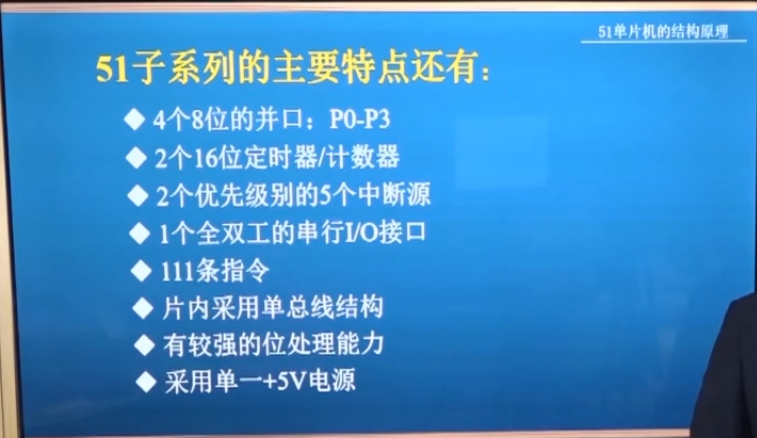 51单片机的结构原理
51子系列的主要特点还有：
◆ 4个8位的并口：P0-P3
◆ 2个16位定时器/计数器
◆ 2个优先级别的5个中断源
◆ 1个全双工的串行I/O接口
◆ 111条指令
◆ 片内采用单总线结构
◆ 有较强的位处理能力
◆ 采用单一+5V电源